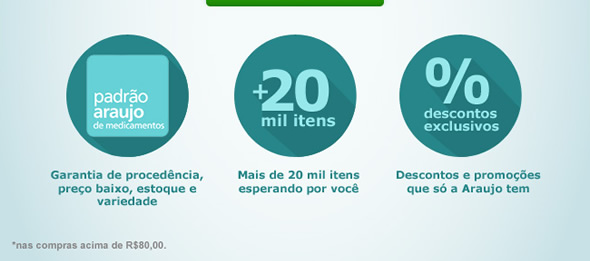 padrão
araujo
de medicamentos
+20
mil itens
%
descontos
exclusivos
Garantia de procedência,
preço baixo, estoque e
variedade
Mais de 20 mil itens
esperando por você
Descontos e promoções
que só a Araujo tem
*nas compras acima de R$80,00.